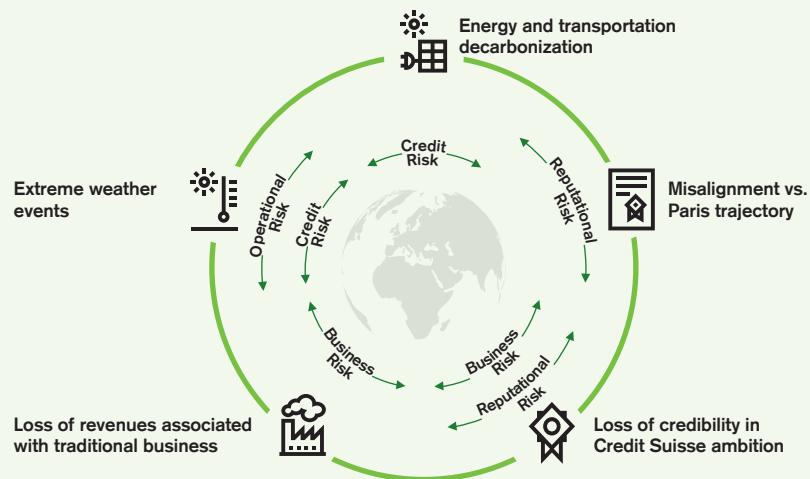 Energy and transportation
decarbonization
Credit
Risk
Reputational
Risk
Extreme weather
events
Operational
Risk
Credit
Risk
Misalignment vs.
Paris trajectory
Business
Risk
Business
Risk
Reputational
Risk
Loss of revenues associated
with traditional business
Loss of credibility in
Credit Suisse ambition